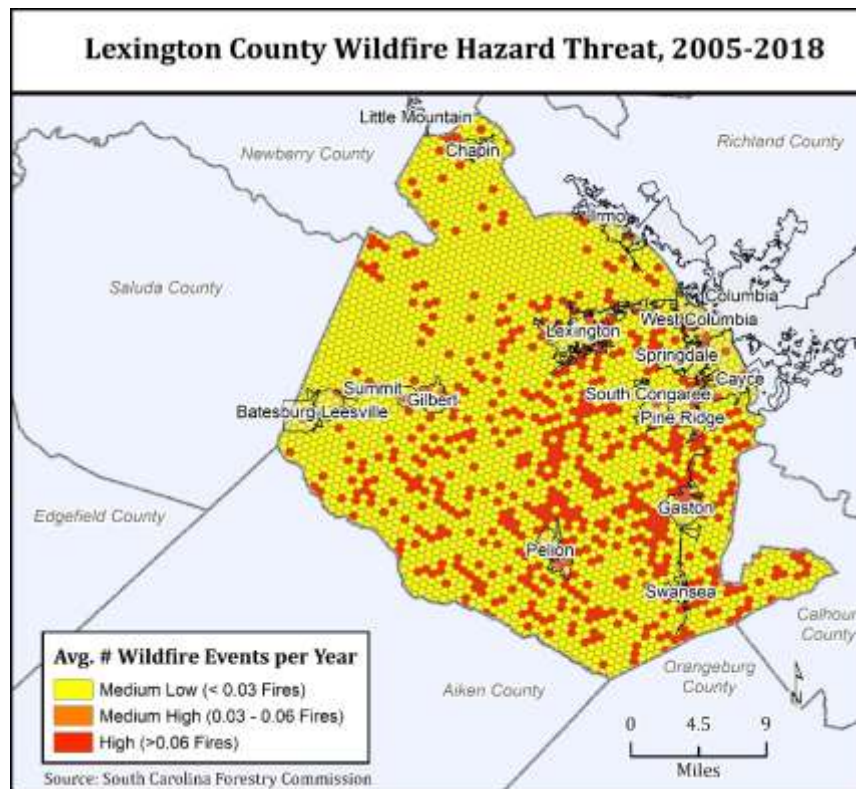 Lexington County Wildfire Hazard Threat, 2005-2018
Little Mountain
Newberry County
Chapin
Richland County
Irmo
Saluda County
Columbia
West Columbia
Lexington
Springdale
Cayce
Summit
Gilbert
South Congaree
Batesburg-Leesville
Pine Ridge
Edgefield County
Gaston
Pelion
Swansea
Calhoun
County
Orangeburg
County
Aiken County
N
Avg. # Wildfire Events per Year
Medium Low (< 0.03 Fires)
Medium High (0.03 - 0.06 Fires)
High (>0.06 Fires)
0 4.5 9
Miles
Source: South Carolina Forestry Commission